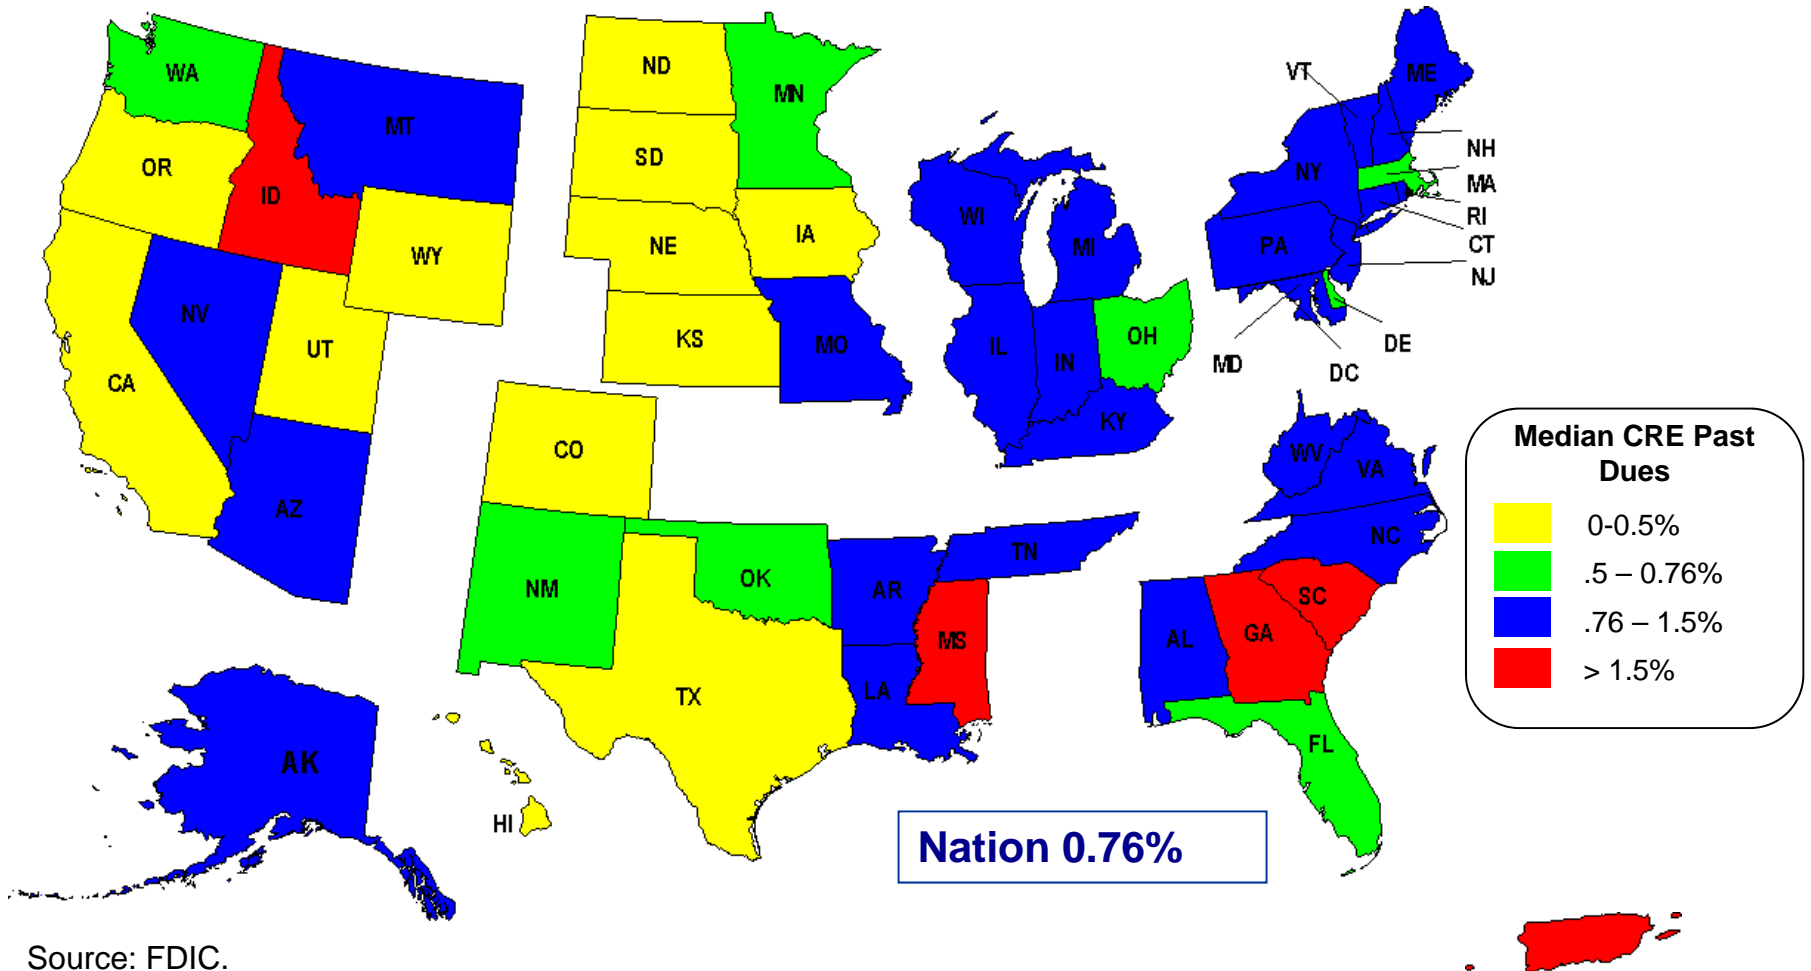 WA
MT
OR
ID
WY
NV
UT
CA
AZ
ND
MN
SD
NE
IA
KS
MO
CO
NM
OK
TX
AR
LA
MS
TN
WI
MI
IL
IN
OH
KY
VT
ME
NY
NH
MA
RI
CT
NJ
PA
DE
MD
DC
WV
VA
NC
SC
GA
AL
FL
AK
HI
Median CRE Past
Dues
0-0.5%
.5 – 0.76%
.76 – 1.5%
> 1.5%
Nation 0.76%
Source: FDIC.